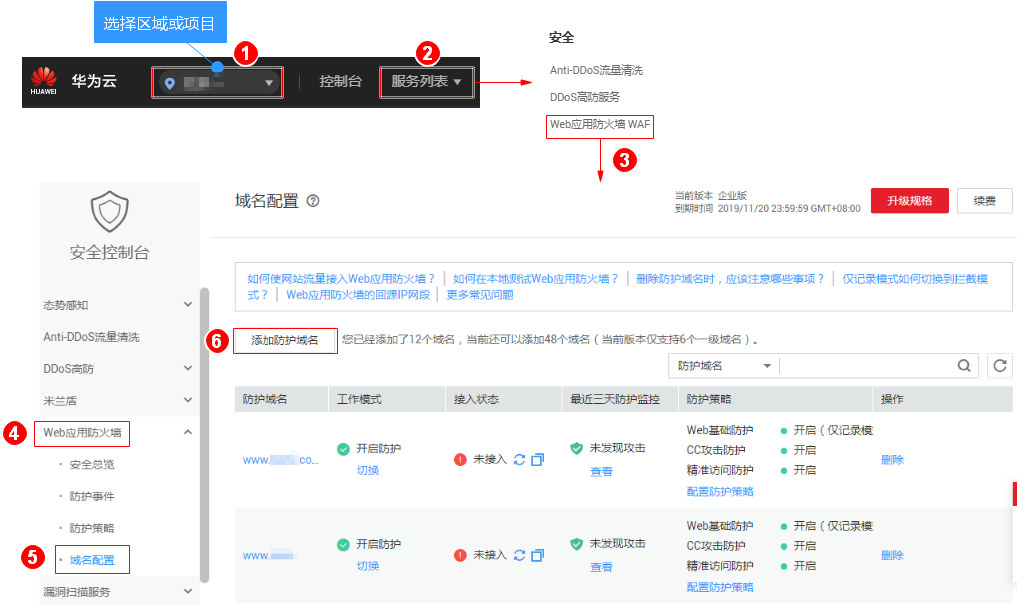 选择区域或项目
1
2
HUAWEI
华为云
控制台
服务列表
安全
Anti-DDoS流量清洗
DDoS高防服务
Web应用防火墙 WAF
3
安全控制台
态势感知
Anti-DDoS流量清洗
DDoS高防
米兰盾
4
Web应用防火墙
· 安全总览
· 防护事件
· 防护策略
5
· 域名配置
漏洞扫描服务
域名配置
当前版本 企业版
到期时间 2019/11/20 23:59:59 GMT+08:00
升级规格
续费
如何使网站流量接入Web应用防火墙？ | 如何在本地测试Web应用防火墙？ | 删除防护域名时，应该注意哪些事项？ | 仅记录模式如何切换到拦截模
式？ | Web应用防火墙的回源IP网段 | 更多常见问题
6
添加防护域名
您已经添加了12个域名，当前还可以添加48个域名（当前版本仅支持6个一级域名）。
防护域名
防护域名 工作模式 接入状态 最近三天防护监控 防护策略 操作
www. co...
开启防护
切换
未接入
未发现攻击
查看
Web基础防护 开启（仅记录模
CC攻击防护 开启
精准访问防护 开启
配置防护策略
删除
www.
开启防护
切换
未接入
未发现攻击
查看
Web基础防护 开启（仅记录模
CC攻击防护 开启
精准访问防护 开启
配置防护策略
删除